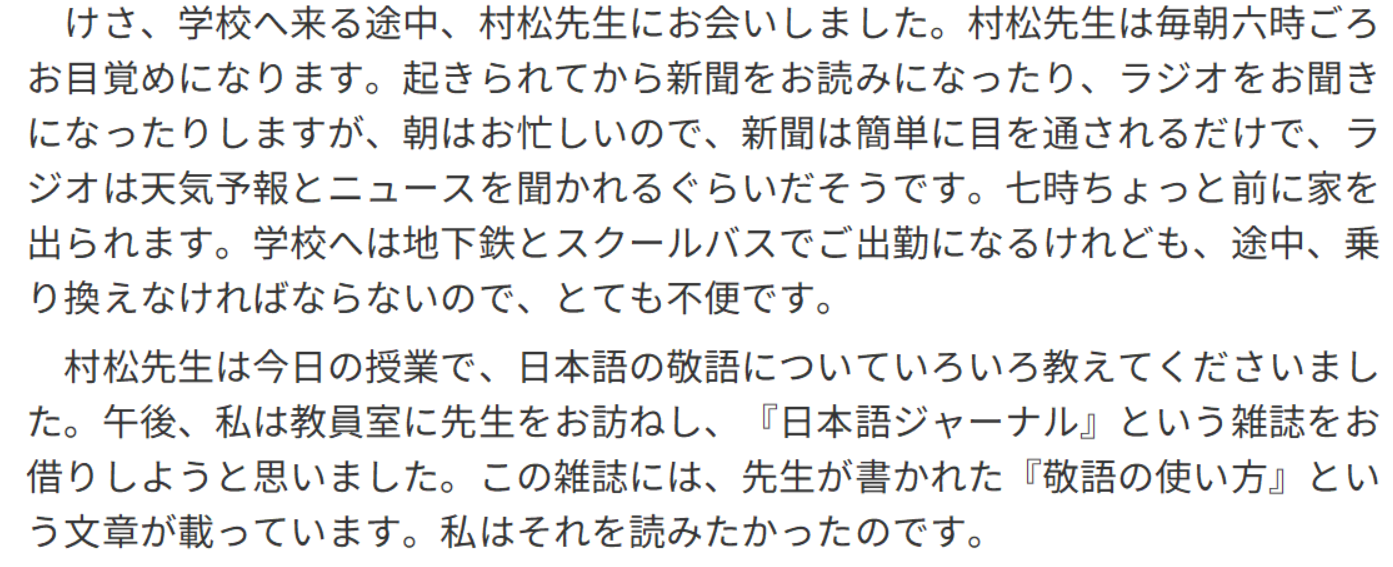 けさ、学校へ来る途中、村松先生にお会いしました。村松先生は毎朝六時ごろ
お目覚めになります。起きられてから新聞をお読みになったり、ラジオをお聞き
になったりしますが、朝はお忙しいので、新聞は簡単に目を通されるだけで、ラ
ジオは天気予報とニュースを聞かれるぐらいだそうです。七時ちょっと前に家を
出られます。学校へは地下鉄とスクールバスでご出勤になるけれども、途中、乗
り換えなければならないので、とても不便です。
　村松先生は今日の授業で、日本語の敬語についていろいろ教えてくださいまし
た。午後、私は教員室に先生をお訪ねし、『日本語ジャーナル』という雑誌をお
借りしようと思いました。この雑誌には、先生が書かれた『敬語の使い方』とい
う文章が載っています。私はそれを読みたかったのです。